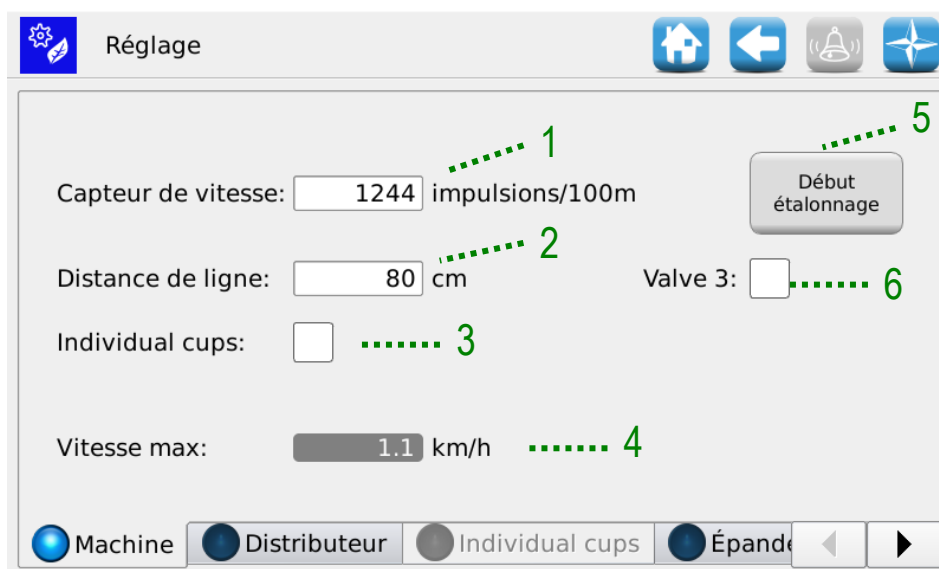 Réglage
5
1
Début
étalonnage
Capteur de vitesse: 1244 impulsions/100m
2
Distance de ligne: 80 cm
Valve 3: 6
Individual cups: 3
Vitesse max: 1.1 km/h 4
Machine Distributeur Individual cups Épande